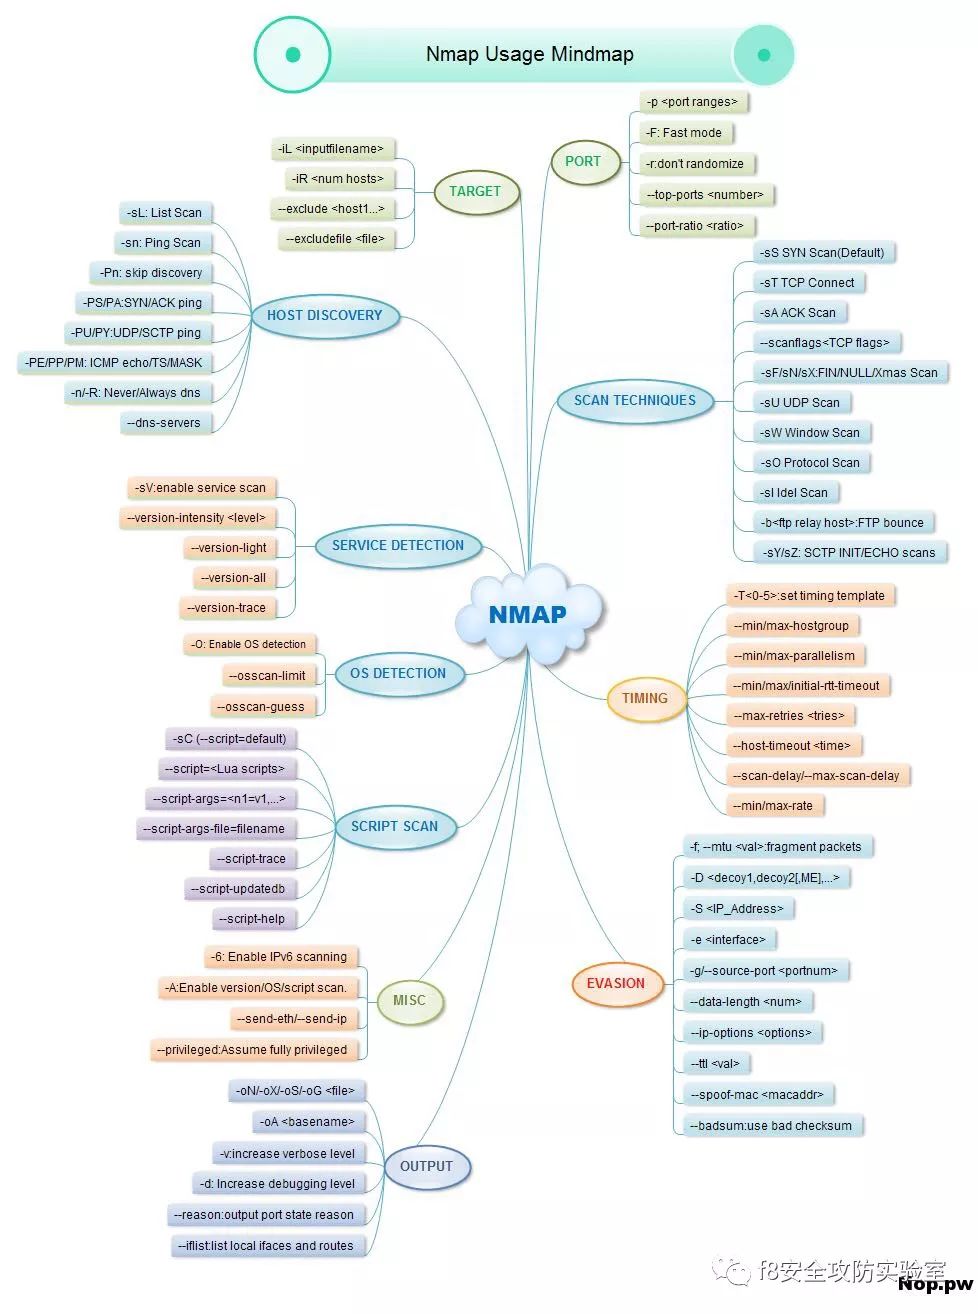 Nmap Usage Mindmap
NMAP
TARGET
-iL <inputfilename>
-iR <num hosts>
--exclude <host1...>
--excludefile <file>
HOST DISCOVERY
-sL: List Scan
-sn: Ping Scan
-Pn: skip discovery
-PS/PA:SYN/ACK ping
-PU/PY:UDP/SCTP ping
-PE/PP/PM: ICMP echo/TS/MASK
-n/-R: Never/Always dns
--dns-servers
SERVICE DETECTION
-sV:enable service scan
--version-intensity <level>
--version-light
--version-all
--version-trace
OS DETECTION
-O: Enable OS detection
--osscan-limit
--osscan-guess
SCRIPT SCAN
-sC (--script=default)
--script=<Lua scripts>
--script-args=<n1=v1,...>
--script-args-file=filename
--script-trace
--script-updatedb
--script-help
MISC
-6: Enable IPv6 scanning
-A:Enable version/OS/script scan.
--send-eth/--send-ip
--privileged:Assume fully privileged
OUTPUT
-oN/-oX/-oS/-oG <file>
-oA <basename>
-v:increase verbose level
-d: Increase debugging level
--reason:output port state reason
--iflist:list local ifaces and routes
PORT
-p <port ranges>
-F: Fast mode
-r:don't randomize
--top-ports <number>
--port-ratio <ratio>
SCAN TECHNIQUES
-sS SYN Scan(Default)
-sT TCP Connect
-sA ACK Scan
--scanflags<TCP flags>
-sF/sN/sX:FIN/NULL/Xmas Scan
-sU UDP Scan
-sW Window Scan
-sO Protocol Scan
-sI Idel Scan
-b<ftp relay host>:FTP bounce
-sY/sZ: SCTP INIT/ECHO scans
TIMING
-T<0-5>:set timing template
--min/max-hostgroup
--min/max-parallelism
--min/max/initial-rtt-timeout
--max-retries <tries>
--host-timeout <time>
--scan-delay/--max-scan-delay
--min/max-rate
EVASION
-f; --mtu <val>:fragment packets
-D <decoy1,decoy2[,ME],...>
-S <IP_Address>
-e <interface>
-g/--source-port <portnum>
--data-length <num>
--ip-options <options>
--ttl <val>
--spoof-mac <macaddr>
--badsum:use bad checksum
f8安全攻防实验室
Nop.pw